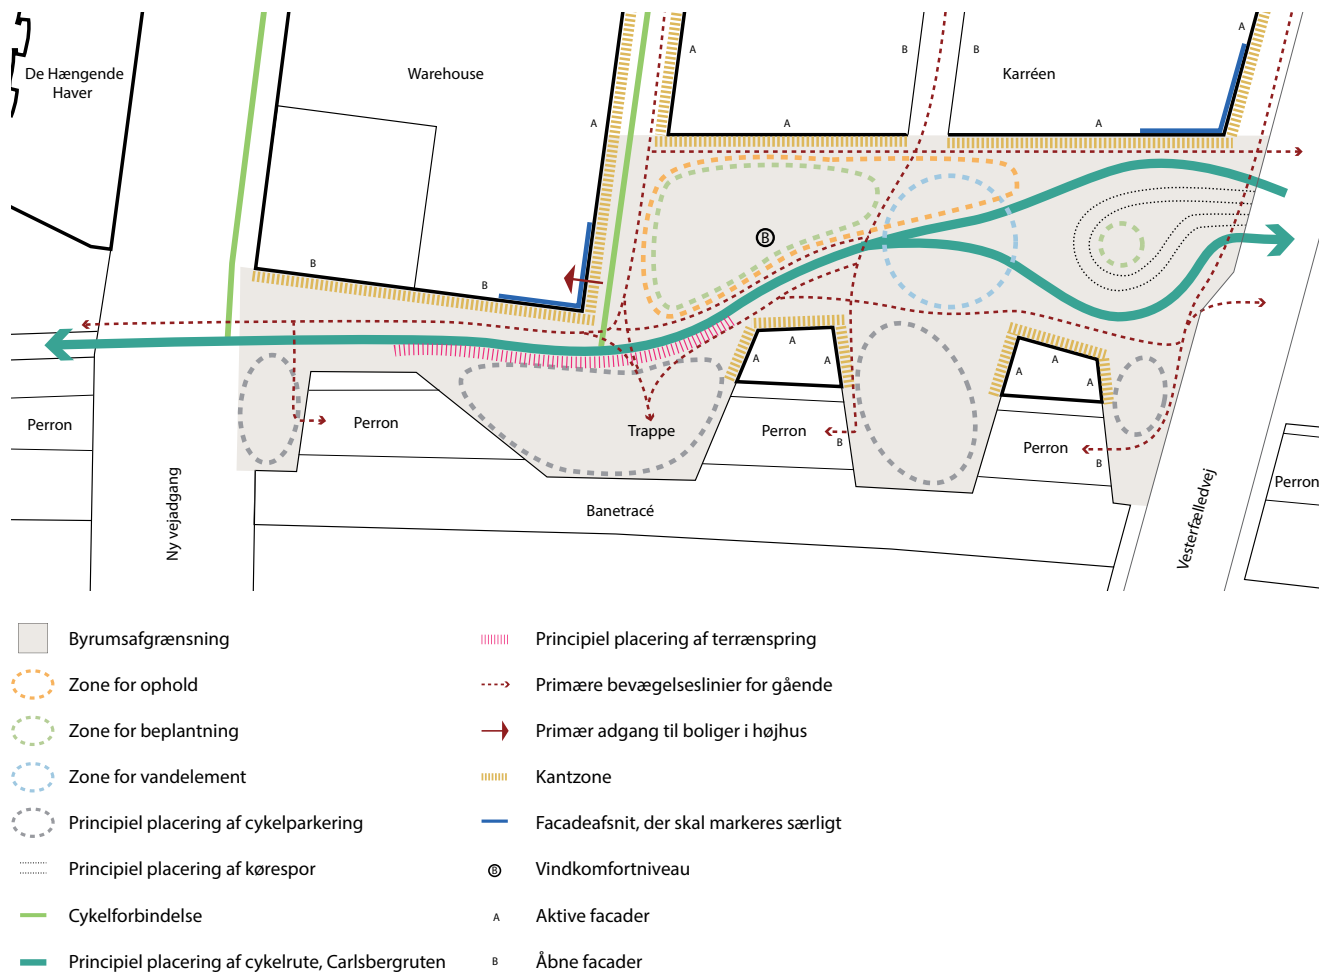 De Hængende
Haver
Warehouse
Karréen
A
B
B
A
A
A
A
B
B
B
A
A
A
A
A
A
Perron
Perron
Trappe
Perron
B
Perron
B
Perron
Banetracé
Ny vejadgang
Vesterfælledvej
Byrumsafgrænsning
Zone for ophold
Zone for beplantning
Zone for vandelement
Principiel placering af cykelparkering
Principiel placering af kørespor
Cykelforbindelse
Principiel placering af cykelrute, Carlsbergruten
Principiel placering af terrænspring
Primære bevægelseslinier for gående
Primær adgang til boliger i højhus
Kantzone
Facadeafsnit, der skal markeres særligt
B Vindkomfortniveau
A Aktive facader
B Åbne facader